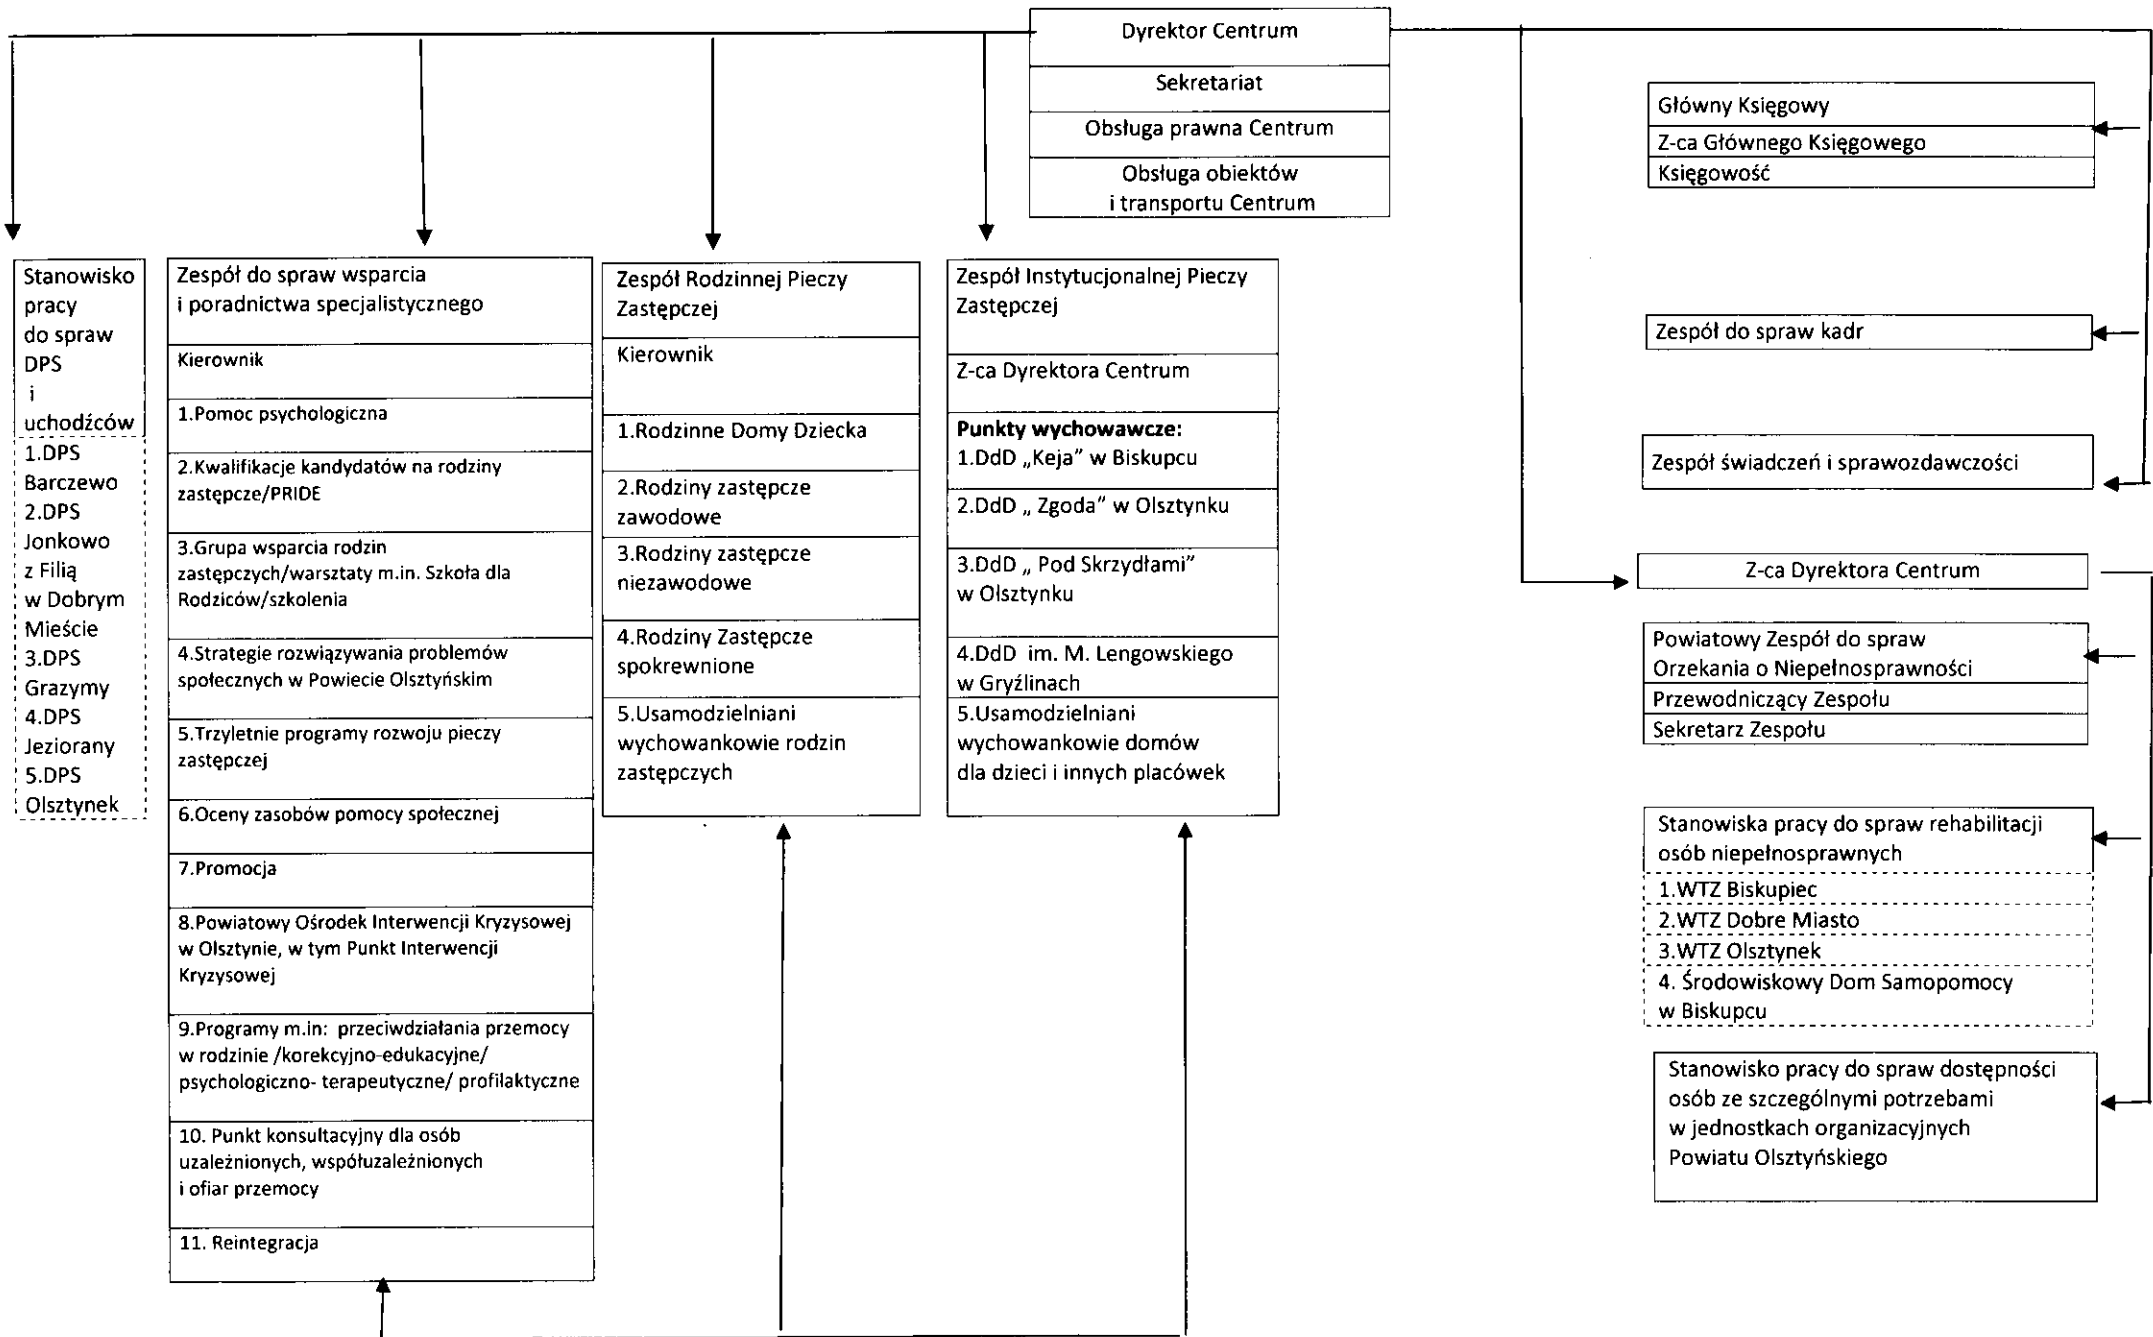 Dyrektor Centrum
Sekretariat
Obsługa prawna Centrum
Obsługa obiektów
i transportu Centrum
Stanowisko
pracy
do spraw
DPS
i
uchodźców
1.DPS
Barczewo
2.DPS
Jonkowo
z Filią
w Dobrym
Mieście
3.DPS
Grazymy
4.DPS
Jeziorany
5.DPS
Olsztynek
Zespół do spraw wsparcia
i poradnictwa specjalistycznego
Kierownik
1.Pomoc psychologiczna
2.Kwalifikacje kandydatów na rodziny
zastępcze/PRIDE
3.Grupa wsparcia rodzin
zastępczych/warsztaty m.in. Szkoła dla
Rodziców/szkolenia
4.Strategie rozwiązywania problemów
społecznych w Powiecie Olsztyńskim
5.Trzyletnie programy rozwoju pieczy
zastępczej
6.Oceny zasobów pomocy społecznej
7.Promocja
8.Powiatowy Ośrodek Interwencji Kryzysowej
w Olsztynie, w tym Punkt Interwencji
Kryzysowej
9.Programy m.in: przeciwdziałania przemocy
w rodzinie /korekcyjno-edukacyjne/
psychologiczno- terapeutyczne/ profilaktyczne
10. Punkt konsultacyjny dla osób
uzależnionych, współuzależnionych
i ofiar przemocy
11. Reintegracja
Zespół Rodzinnej Pieczy
Zastępczej
Kierownik
1.Rodzinne Domy Dziecka
2.Rodziny zastępcze
zawodowe
3.Rodziny zastępcze
niezawodowe
4.Rodziny Zastępcze
spokrewnione
5.Usamodzielniani
wychowankowie rodzin
zastępczych
Zespół Instytucjonalnej Pieczy
Zastępczej
Z-ca Dyrektora Centrum
Punkty wychowawcze:
1.DdD „Keja” w Biskupcu
2.DdD „ Zgoda” w Olsztynku
3.DdD „ Pod Skrzydłami”
w Olsztynku
4.DdD im. M. Lengowskiego
w Gryźlinach
5.Usamodzielniani
wychowankowie domów
dla dzieci i innych placówek
Główny Księgowy
Z-ca Głównego Księgowego
Księgowość
Zespół do spraw kadr
Zespół świadczeń i sprawozdawczości
Z-ca Dyrektora Centrum
Powiatowy Zespół do spraw
Orzekania o Niepełnosprawności
Przewodniczący Zespołu
Sekretarz Zespołu
Stanowiska pracy do spraw rehabilitacji
osób niepełnosprawnych
1.WTZ Biskupiec
2.WTZ Dobre Miasto
3.WTZ Olsztynek
4. Środowiskowy Dom Samopomocy
w Biskupcu
Stanowisko pracy do spraw dostępności
osób ze szczególnymi potrzebami
w jednostkach organizacyjnych
Powiatu Olsztyńskiego